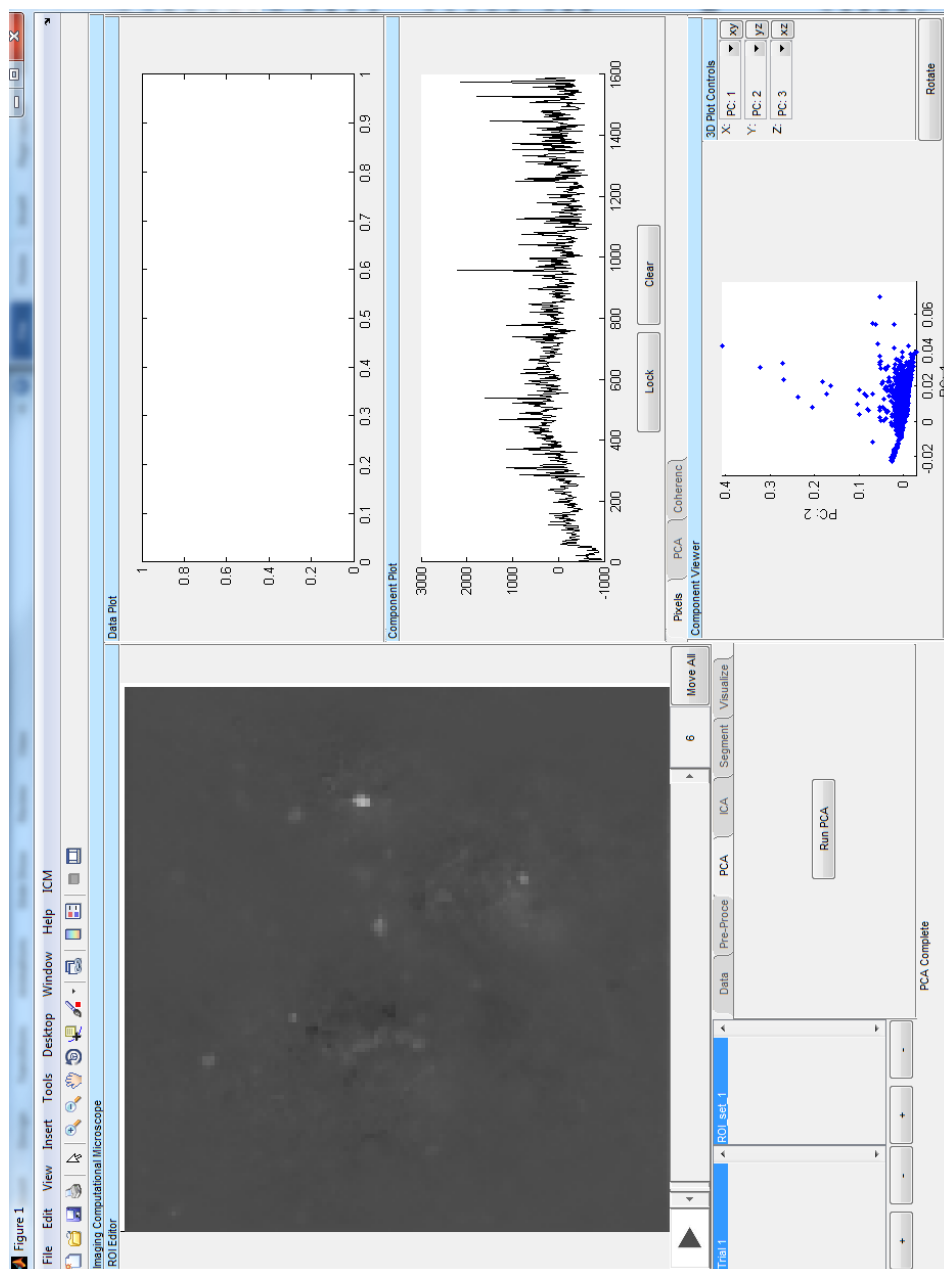 Figure 1
File Edit View Insert Tools Desktop Window Help ICM
Imaging Computational Microscope
ROI Editor
Data Plot
1
0.8
0.6
0.4
0.2
0
0 0.1 0.2 0.3 0.4 0.5 0.6 0.7 0.8 0.9 1
Component Plot
3000
2000
1000
0
-1000
0 200 400 600 800 1000 1200 1400 1600
Lock Clear
6 Move All
Pixels PCA Coherenc
Trial 1
ROI_set_1
+ - + -
Data Pre-Proce PCA ICA Segment Visualize
Run PCA
PCA Complete
Component Viewer
0.4
0.3
0.2
0.1
0
PC: 2
-0.02 0 0.02 0.04 0.06
3D Plot Controls
X: PC: 1 xy
Y: PC: 2 yz
Z: PC: 3 xz
Rotate